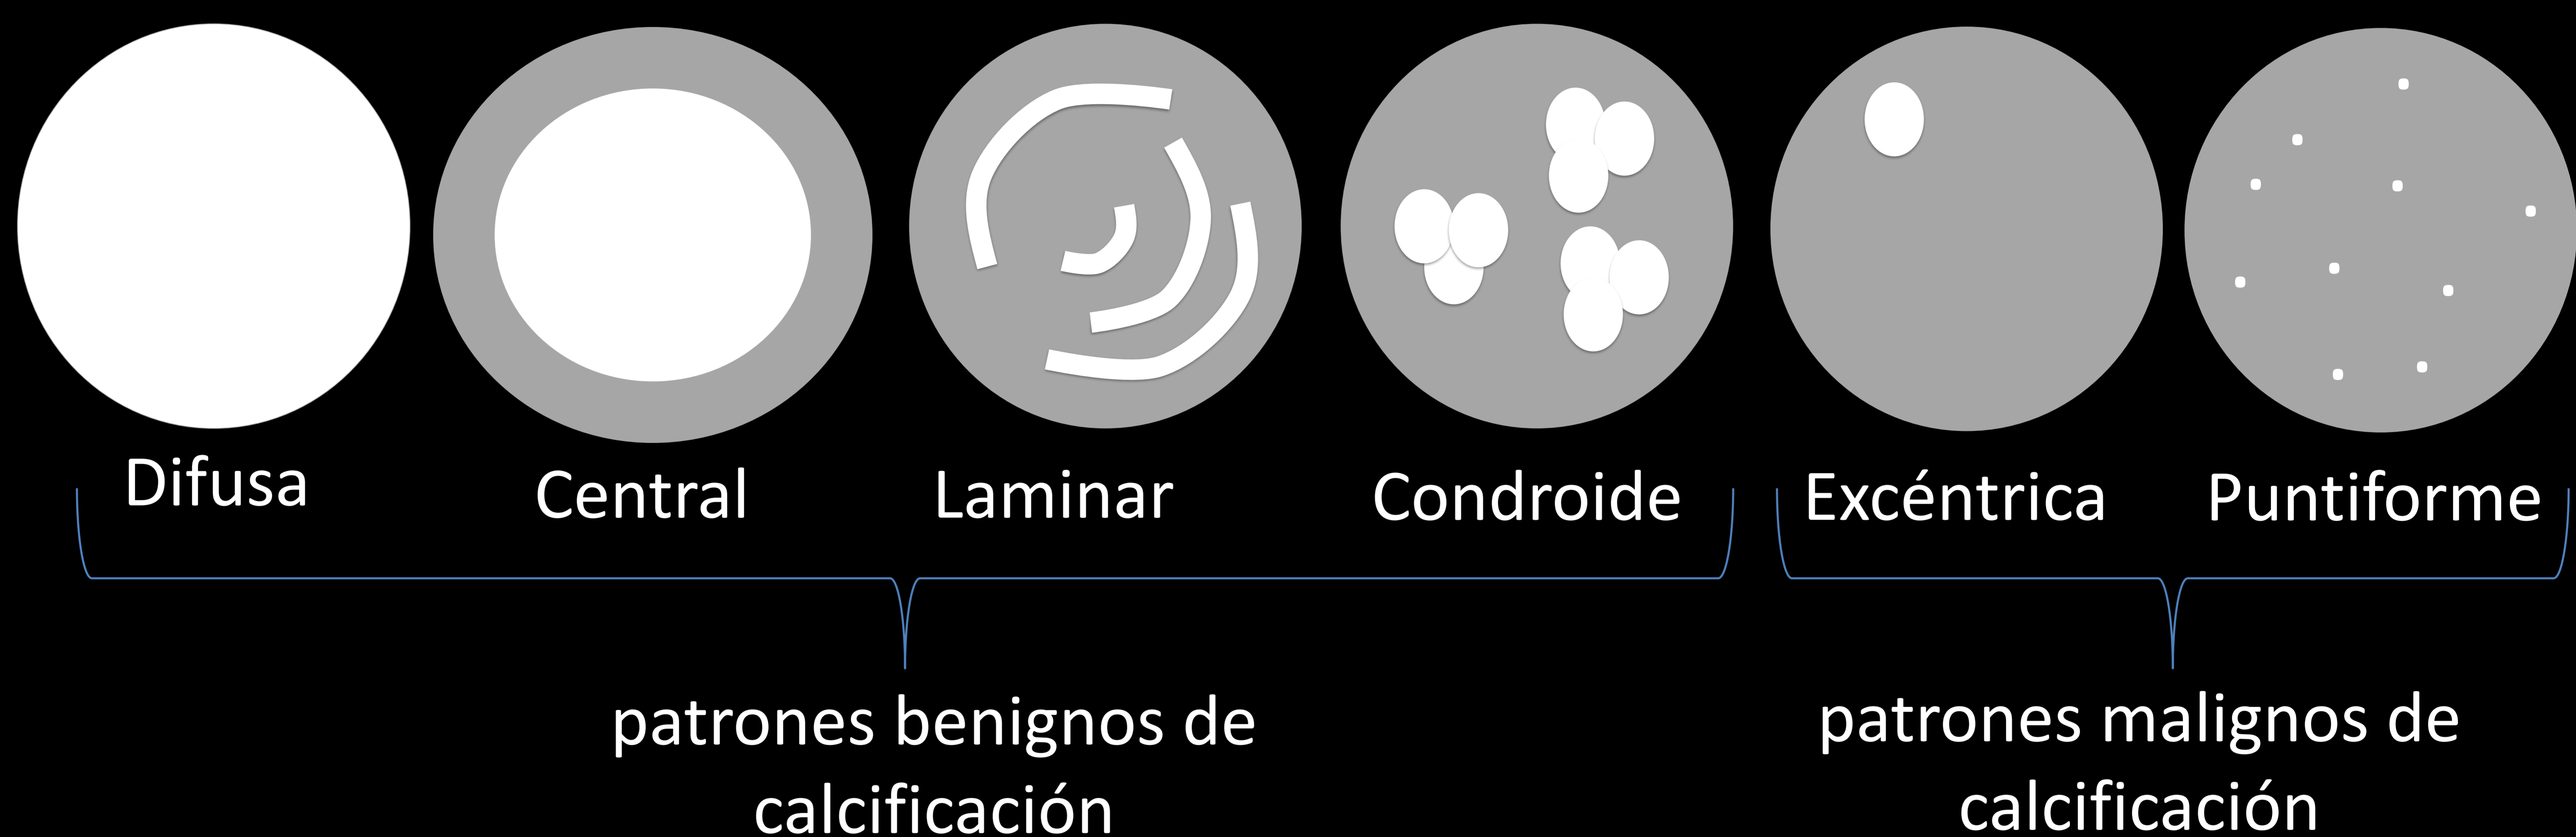 Difusa
Central
Laminar
Condroide
Excéntrica
Puntiforme
patrones benignos de
calcificación
patrones malignos de
calcificación